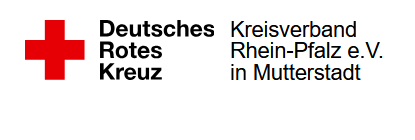 Deutsches
Rotes
Kreuz
Kreisverband
Rhein-Pfalz e.V.
in Mutterstadt